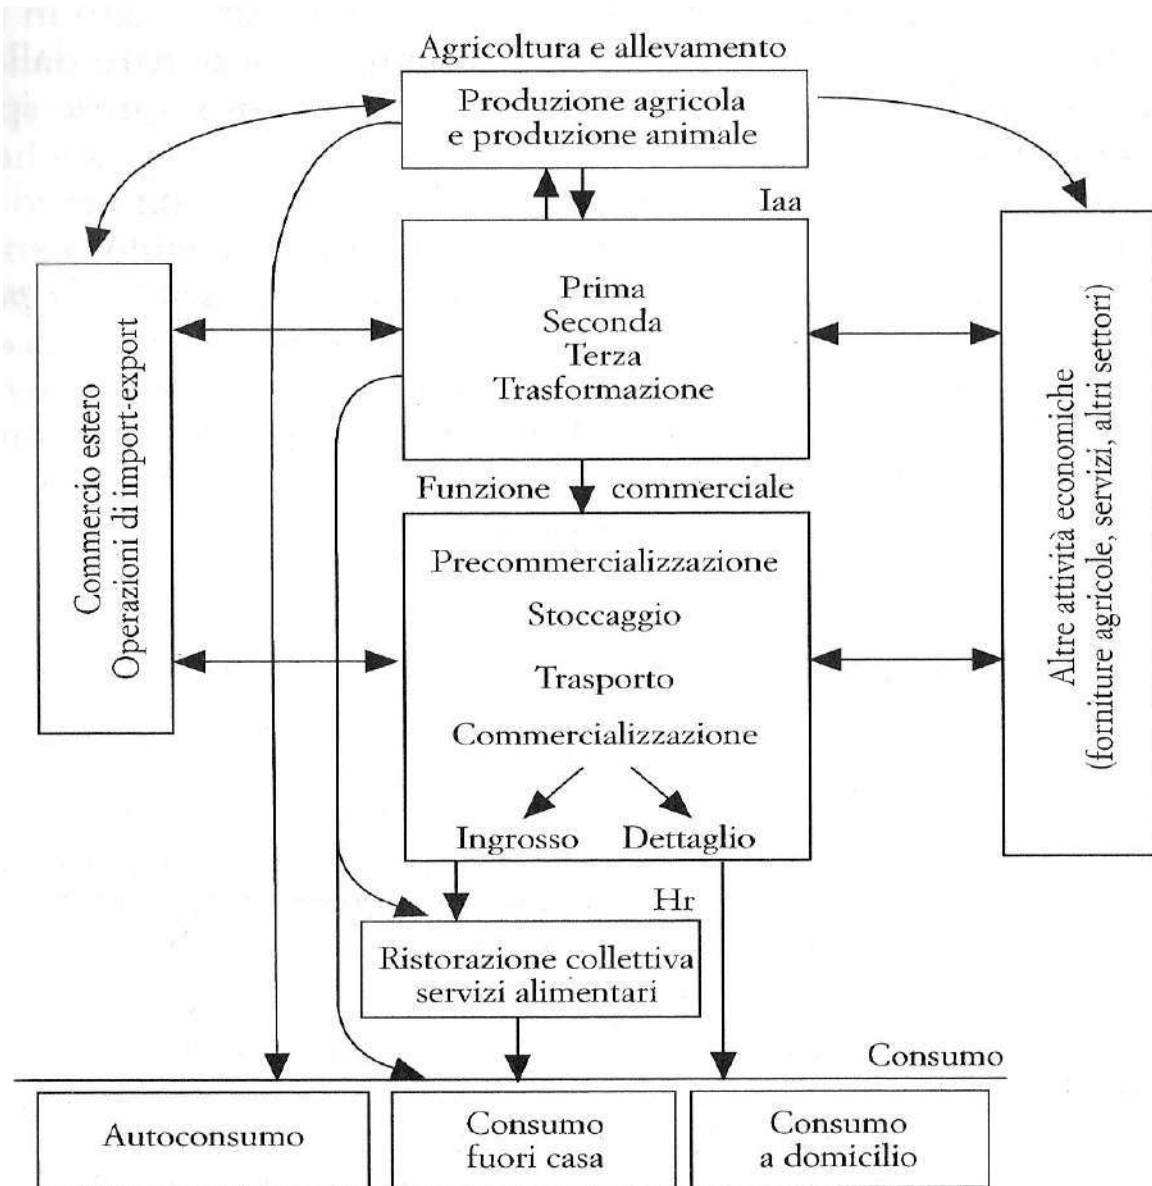 Agricoltura e allevamento
Produzione agricola
e produzione animale
Iaa
Prima
Seconda
Terza
Trasformazione
Commercio estero
Operazioni di import-export
Altre attività economiche
(forniture agricole, servizi, altri settori)
Funzione commerciale
Precommercializzazione
Stoccaggio
Trasporto
Commercializzazione
Ingrosso Dettaglio
Hr
Ristorazione collettiva
servizi alimentari
Consumo
Autoconsumo
Consumo
fuori casa
Consumo
a domicilio